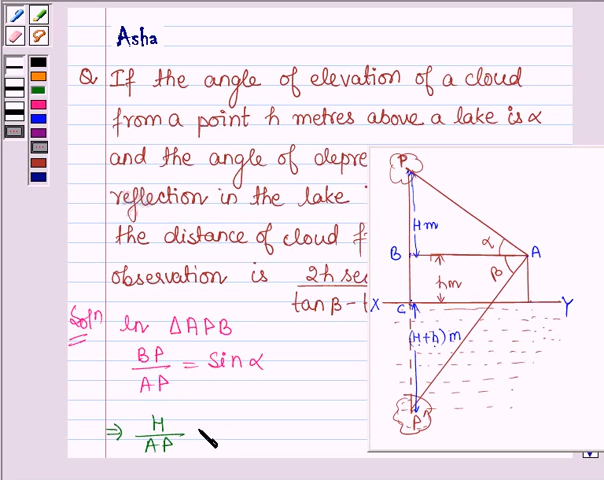 Asha
Q If the angle of elevation of a cloud
from a point h metres above a lake is α
and the angle of depre
reflection in the lake
the distance of cloud f
observation is 2h sec
tan β -
Soln In △APB
BP/AP = Sin α
⇒ H/AP
P
H m
B
α
A
β
h m
X
C
Y
(H+h) m
P'